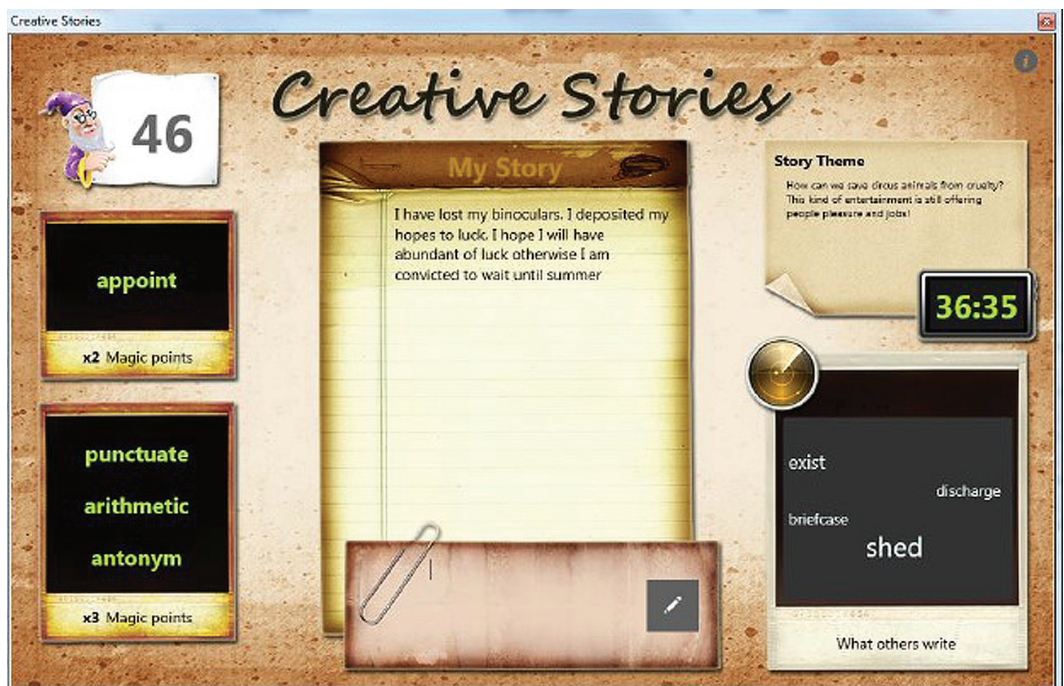 Creative Stories
i
Creative Stories
46
appoint
x2 Magic points
punctuate
arithmetic
antonym
x3 Magic points
My Story
I have lost my binoculars. I deposited my
hopes to luck. I hope I will have
abundant of luck otherwise I am
convicted to wait until summer
Story Theme
How can we save circus animals from cruelty?
This kind of entertainment is still offering
people pleasure and jobs!
36:35
exist
discharge
briefcase
shed
What others write